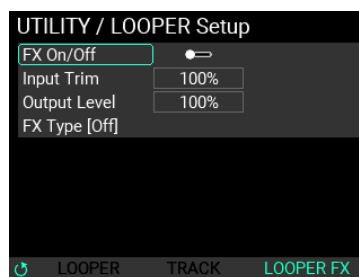 UTILITY / LOOPER Setup
FX On/Off
Input Trim 100%
Output Level 100%
FX Type [Off]
LOOPER TRACK LOOPER FX